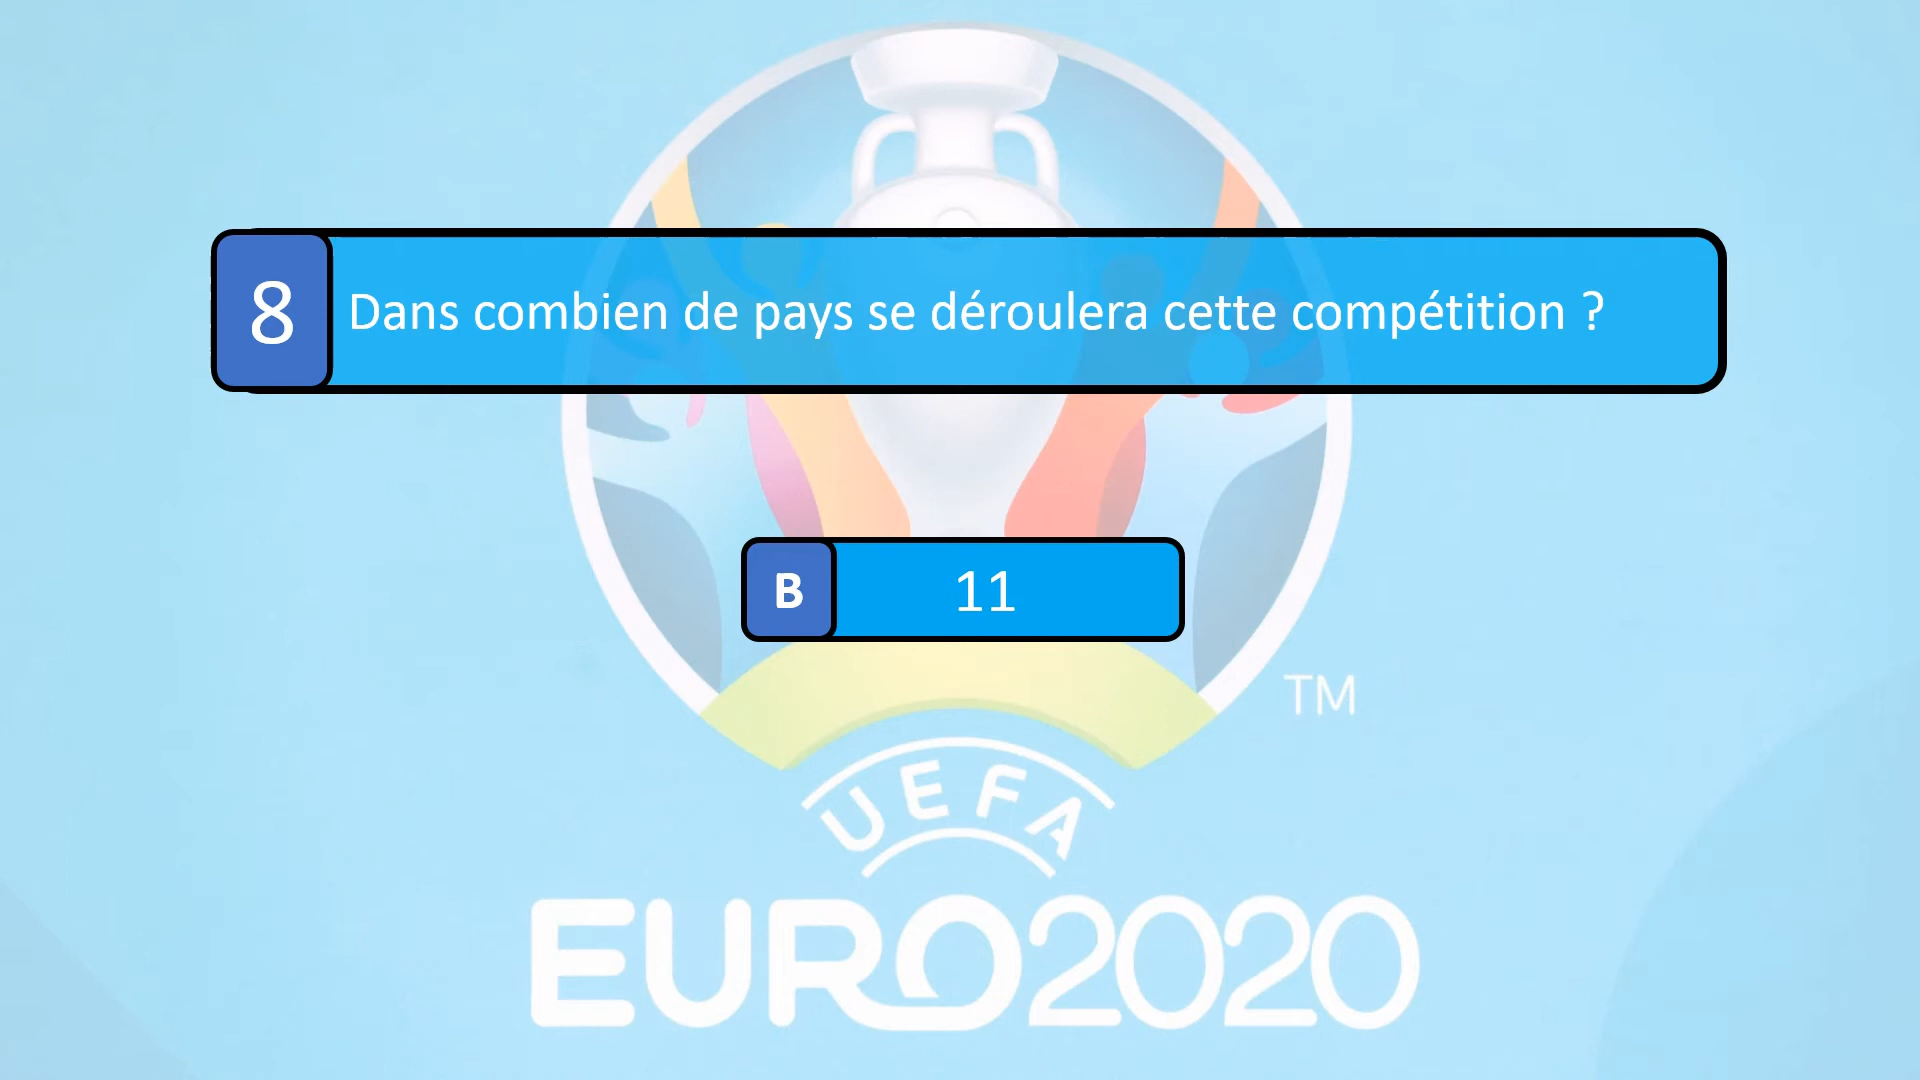 8 Dans combien de pays se déroulera cette compétition ?
B 11
TM
UEFA
EURO2020